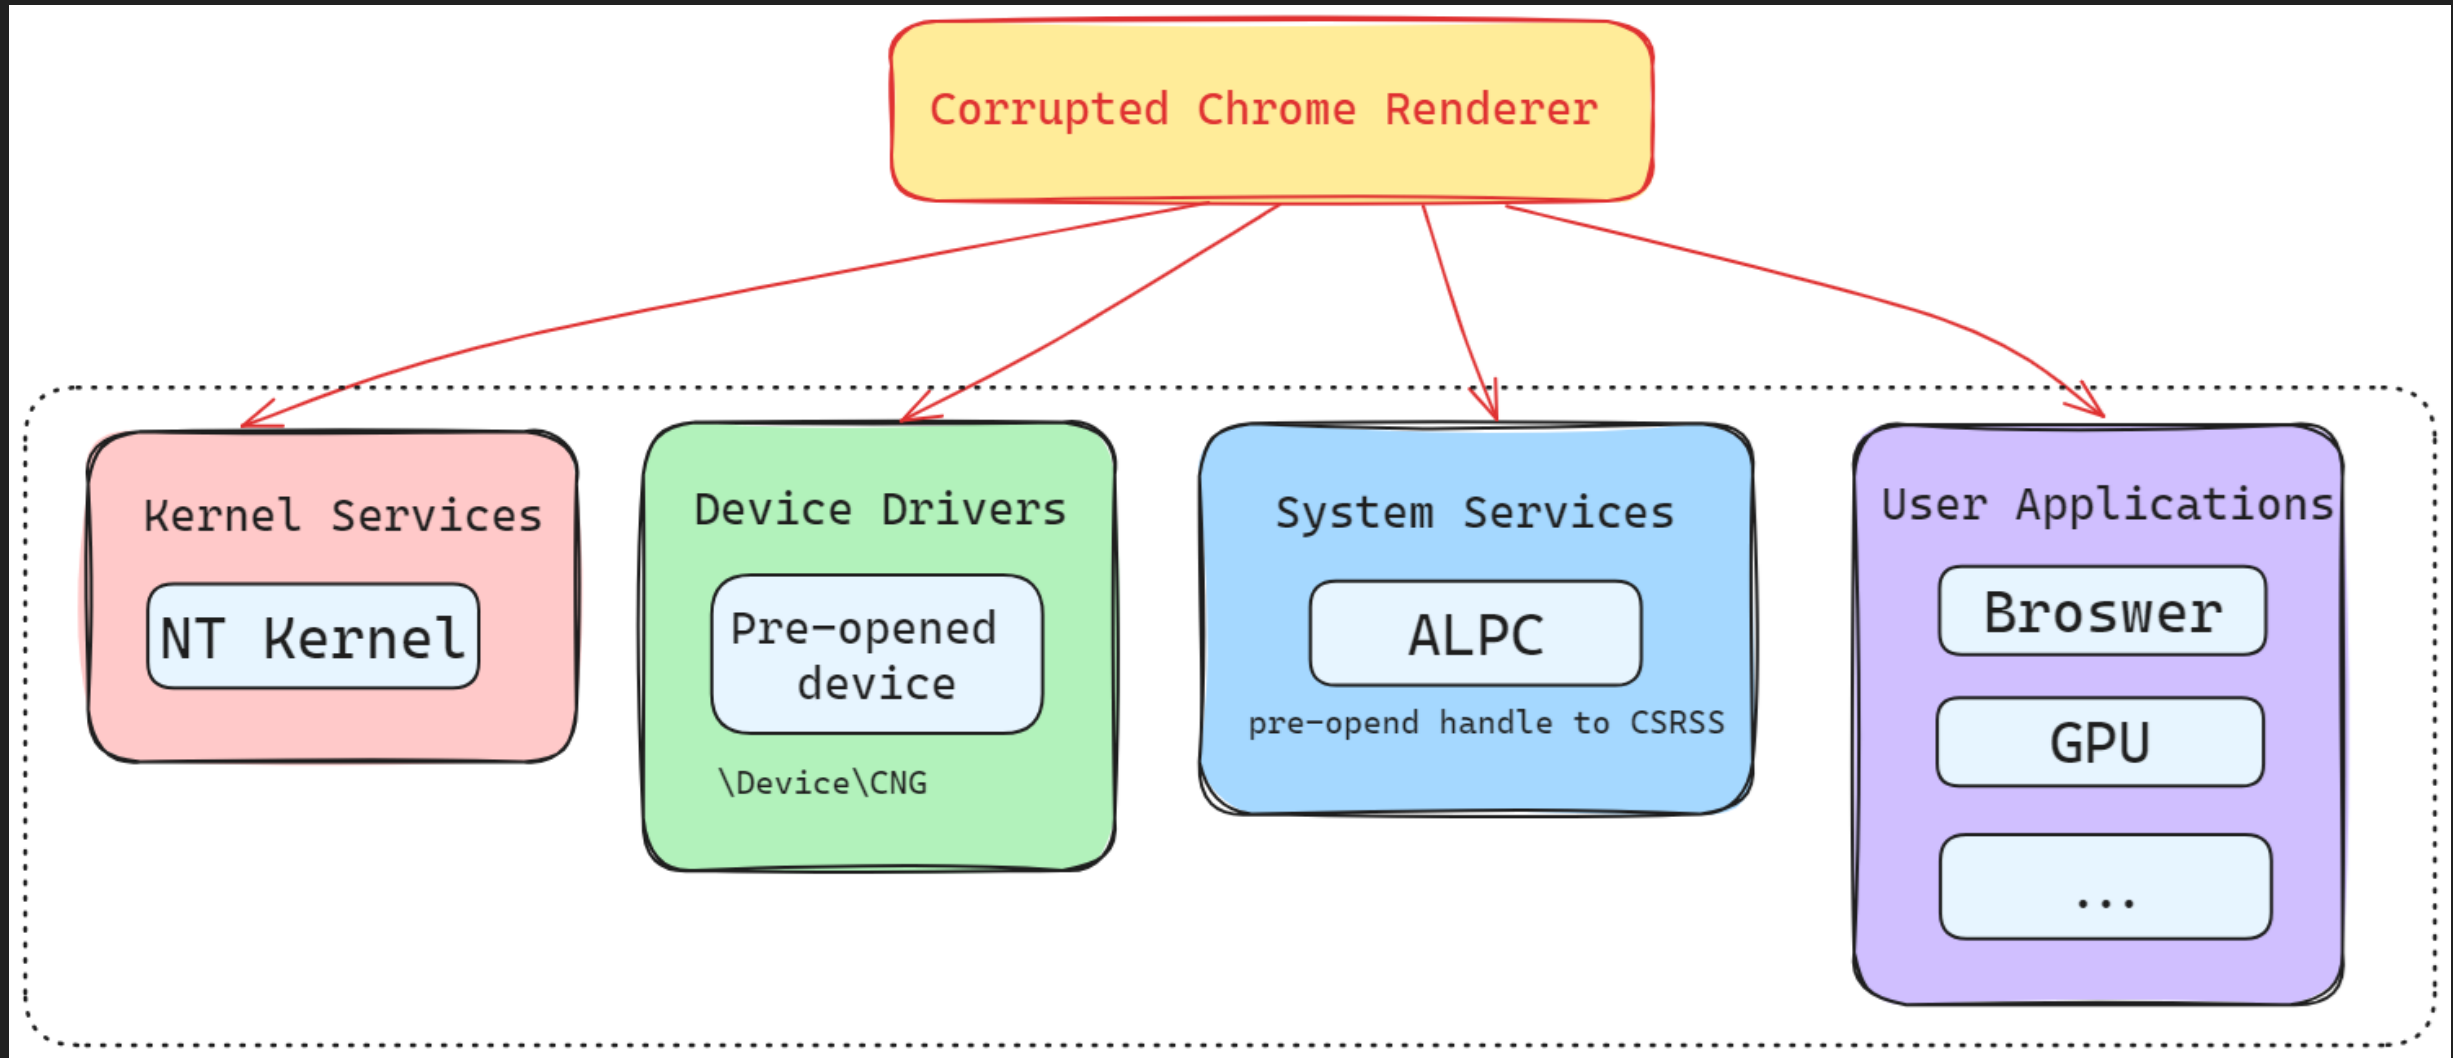 Corrupted Chrome Renderer
Kernel Services
NT Kernel
Device Drivers
Pre-opened
device
\Device\CNG
System Services
ALPC
pre-opend handle to CSRSS
User Applications
Broswer
GPU
...